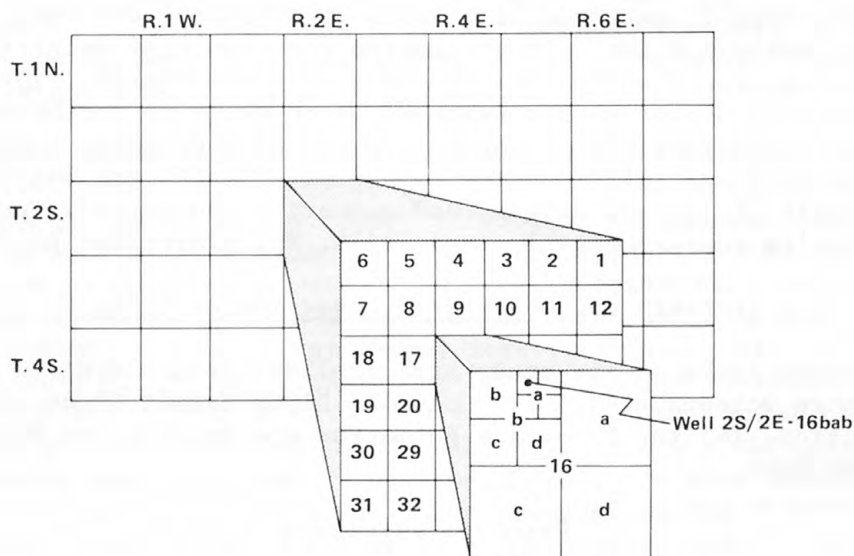 R.1 W. R.2 E. R.4 E. R.6 E.
T.1N.
T.2S.
6 5 4 3 2 1
7 8 9 10 11 12
T.4S.
18 17
19 20
b a a
Well 2S/2E-16bab
b
c d
30 29
16
31 32
c d